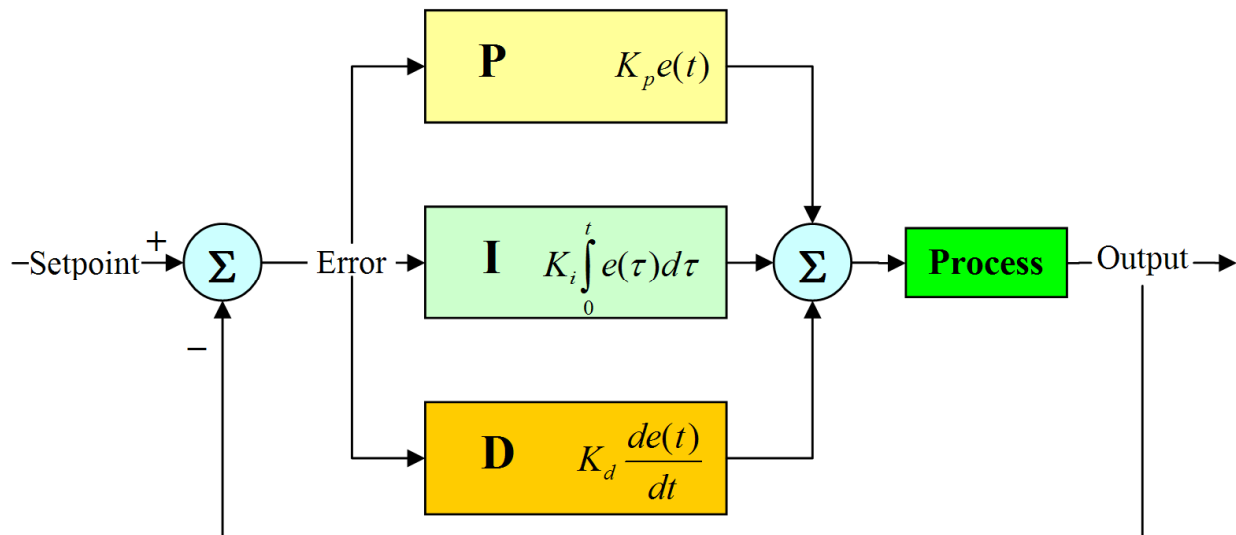 P K_p e(t)
Setpoint + Σ Error I K_i ∫_0^t e(τ)dτ Σ Process Output
−
D K_d de(t)/dt